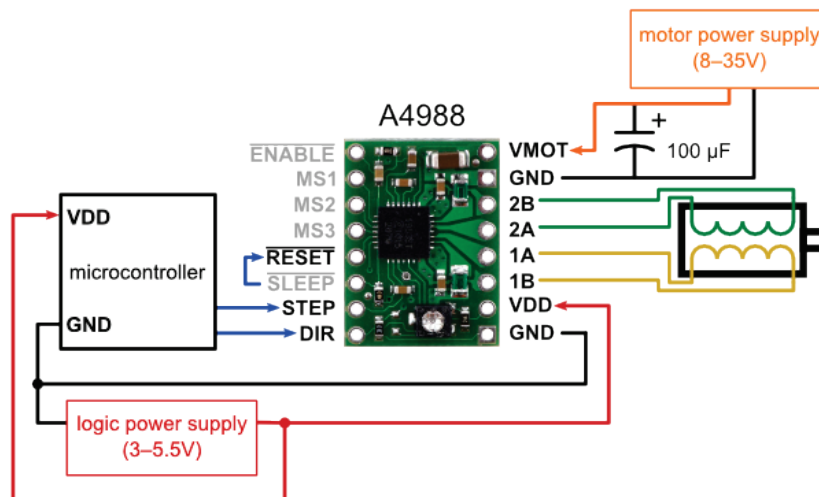 motor power supply
(8–35V)
A4988
ENABLE
VMOT
+
100 µF
MS1
GND
MS2
2B
VDD
MS3
2A
microcontroller
RESET
1A
SLEEP
1B
STEP
VDD
GND
DIR
GND
logic power supply
(3–5.5V)